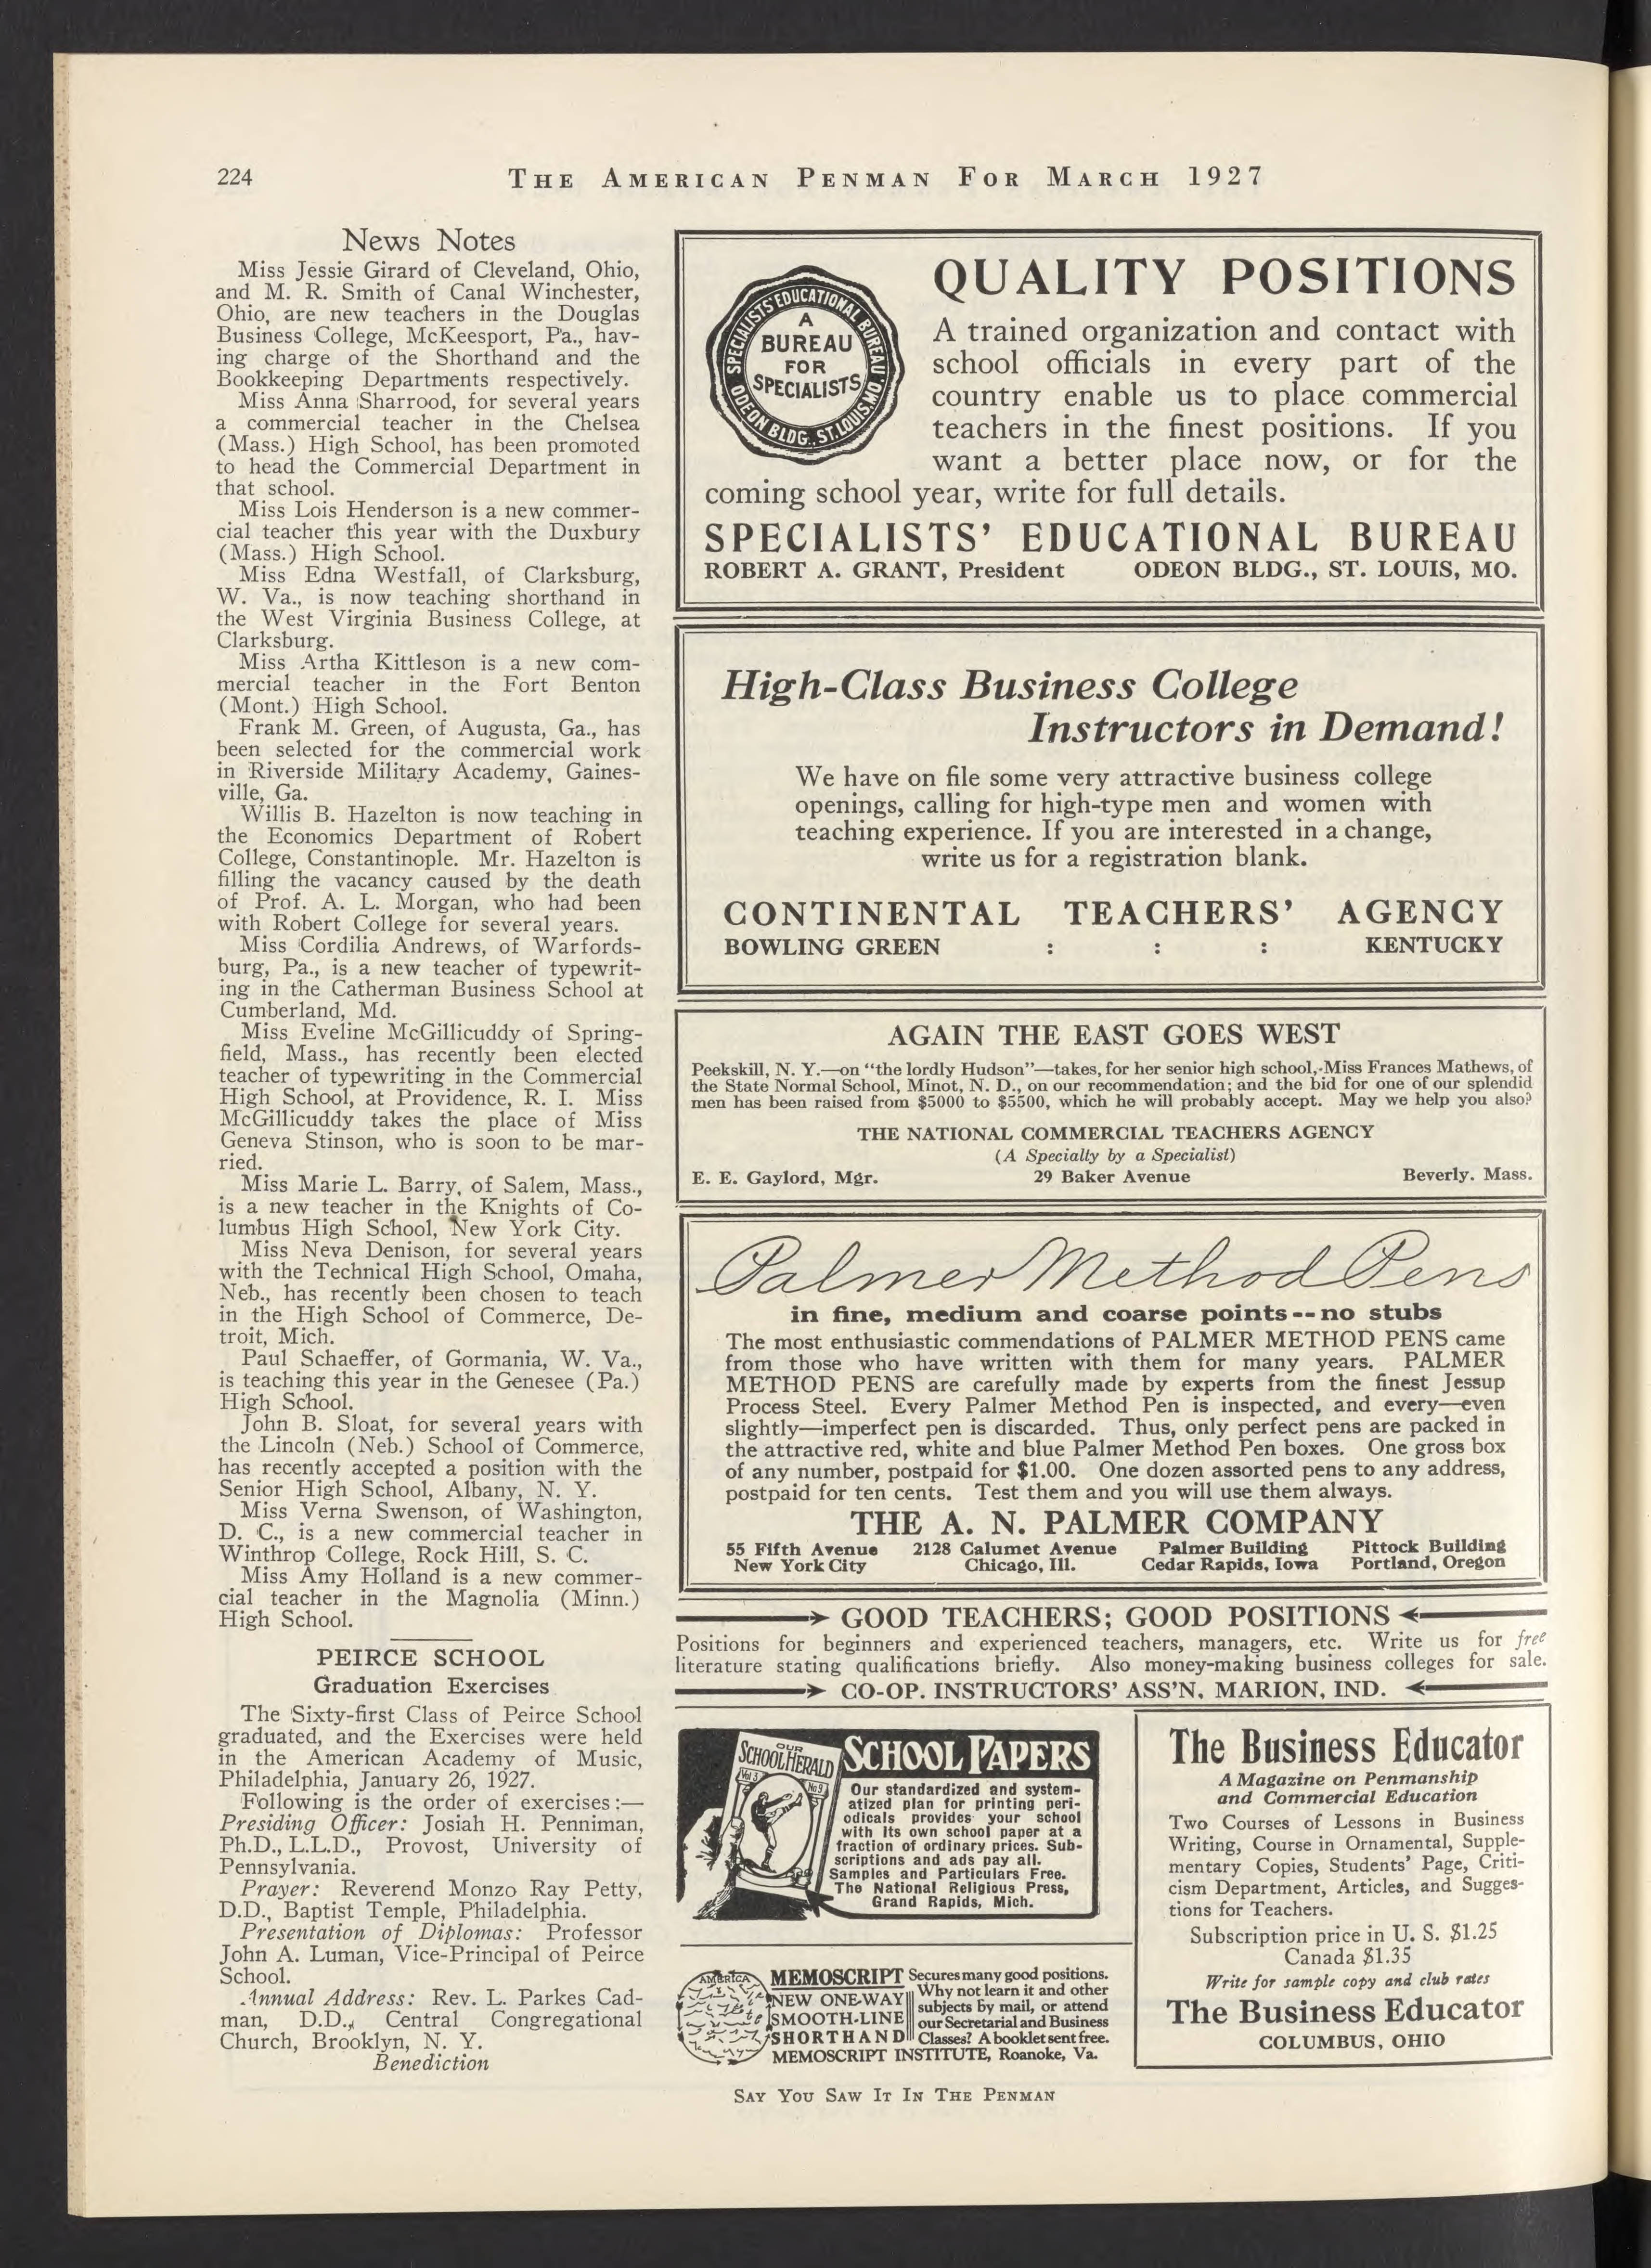 224
THE AMERICAN PENMAN FOR MARCH 1927
News Notes
Miss Jessie Girard of Cleveland, Ohio,
and M. R. Smith of Canal Winchester,
Ohio, are new teachers in the Douglas
Business College, McKeesport, Pa., hav-
ing charge of the Shorthand and the
Bookkeeping Departments respectively.
Miss Anna Sharrood, for several years
a commercial teacher in the Chelsea
(Mass.) High School, has been promoted
to head the Commercial Department in
that school.
Miss Lois Henderson is a new commer-
cial teacher this year with the Duxbury
(Mass.) High School.
Miss Edna Westfall, of Clarksburg,
W. Va., is now teaching shorthand in
the West Virginia Business College, at
Clarksburg.
Miss Artha Kittleson is a new com-
mercial teacher in the Fort Benton
(Mont.) High School.
Frank M. Green, of Augusta, Ga., has
been selected for the commercial work
in Riverside Military Academy, Gaines-
ville, Ga.
Willis B. Hazelton is now teaching in
the Economics Department of Robert
College, Constantinople. Mr. Hazelton is
filling the vacancy caused by the death
of Prof. A. L. Morgan, who had been
with Robert College for several years.
Miss Cordilia Andrews, of Warfords-
burg, Pa., is a new teacher of typewrit-
ing in the Catherman Business School at
Cumberland, Md.
Miss Eveline McGillicuddy of Spring-
field, Mass., has recently been elected
teacher of typewriting in the Commercial
High School, at Providence, R. I. Miss
McGillicuddy takes the place of Miss
Geneva Stinson, who is soon to be mar-
ried.
Miss Marie L. Barry, of Salem, Mass.,
is a new teacher in the Knights of Co-
lumbus High School, New York City.
Miss Neva Denison, for several years
with the Technical High School, Omaha,
Neb., has recently been chosen to teach
in the High School of Commerce, De-
troit, Mich.
Paul Schaeffer, of Gormania, W. Va.,
is teaching this year in the Genesee (Pa.)
High School.
John B. Sloat, for several years with
the Lincoln (Neb.) School of Commerce,
has recently accepted a position with the
Senior High School, Albany, N. Y.
Miss Verna Swenson, of Washington,
D. C., is a new commercial teacher in
Winthrop College, Rock Hill, S. C.
Miss Amy Holland is a new commer-
cial teacher in the Magnolia (Minn.)
High School.
PEIRCE SCHOOL
Graduation Exercises
The Sixty-first Class of Peirce School
graduated, and the Exercises were held
in the American Academy of Music,
Philadelphia, January 26, 1927.
Following is the order of exercises:—
Presiding Officer: Josiah H. Penniman,
Ph.D., L.L.D., Provost, University of
Pennsylvania.
Prayer: Reverend Monzo Ray Petty,
D.D., Baptist Temple, Philadelphia.
Presentation of Diplomas: Professor
John A. Luman, Vice-Principal of Peirce
School.
Annual Address: Rev. L. Parkes Cad-
man, D.D., Central Congregational
Church, Brooklyn, N. Y.
Benediction
SPECIALISTS' EDUCATIONAL BUREAU
ODEON BLDG., ST. LOUIS, MO.
A
BUREAU
FOR
SPECIALISTS
QUALITY POSITIONS
A trained organization and contact with
school officials in every part of the
country enable us to place commercial
teachers in the finest positions. If you
want a better place now, or for the
coming school year, write for full details.
SPECIALISTS' EDUCATIONAL BUREAU
ROBERT A. GRANT, President ODEON BLDG., ST. LOUIS, MO.
High-Class Business College
Instructors in Demand!
We have on file some very attractive business college
openings, calling for high-type men and women with
teaching experience. If you are interested in a change,
write us for a registration blank.
CONTINENTAL TEACHERS' AGENCY
BOWLING GREEN : : : KENTUCKY
AGAIN THE EAST GOES WEST
Peekskill, N. Y.—on "the lordly Hudson"—takes, for her senior high school, Miss Frances Mathews, of
the State Normal School, Minot, N. D., on our recommendation; and the bid for one of our splendid
men has been raised from $5000 to $5500, which he will probably accept. May we help you also?
THE NATIONAL COMMERCIAL TEACHERS AGENCY
(A Specialty by a Specialist)
E. E. Gaylord, Mgr. 29 Baker Avenue Beverly. Mass.
Palmer Method Pens
in fine, medium and coarse points--no stubs
The most enthusiastic commendations of PALMER METHOD PENS came
from those who have written with them for many years. PALMER
METHOD PENS are carefully made by experts from the finest Jessup
Process Steel. Every Palmer Method Pen is inspected, and every—even
slightly—imperfect pen is discarded. Thus, only perfect pens are packed in
the attractive red, white and blue Palmer Method Pen boxes. One gross box
of any number, postpaid for $1.00. One dozen assorted pens to any address,
postpaid for ten cents. Test them and you will use them always.
THE A. N. PALMER COMPANY
55 Fifth Avenue 2128 Calumet Avenue Palmer Building Pittock Building
New York City Chicago, Ill. Cedar Rapids, Iowa Portland, Oregon
GOOD TEACHERS; GOOD POSITIONS
Positions for beginners and experienced teachers, managers, etc. Write us for free
literature stating qualifications briefly. Also money-making business colleges for sale.
CO-OP. INSTRUCTORS' ASS'N, MARION, IND.
OUR
SCHOOL HERALD
Vol 3 No 9
SCHOOL PAPERS
Our standardized and system-
atized plan for printing peri-
odicals provides your school
with its own school paper at a
fraction of ordinary prices. Sub-
scriptions and ads pay all.
Samples and Particulars Free.
The National Religious Press,
Grand Rapids, Mich.
AMERICA
MEMOSCRIPT
NEW ONE-WAY
SMOOTH-LINE
SHORTHAND
Secures many good positions.
Why not learn it and other
subjects by mail, or attend
our Secretarial and Business
Classes? A booklet sent free.
MEMOSCRIPT INSTITUTE, Roanoke, Va.
The Business Educator
A Magazine on Penmanship
and Commercial Education
Two Courses of Lessons in Business
Writing, Course in Ornamental, Supple-
mentary Copies, Students' Page, Criti-
cism Department, Articles, and Sugges-
tions for Teachers.
Subscription price in U. S. $1.25
Canada $1.35
Write for sample copy and club rates
The Business Educator
COLUMBUS, OHIO
SAY YOU SAW IT IN THE PENMAN